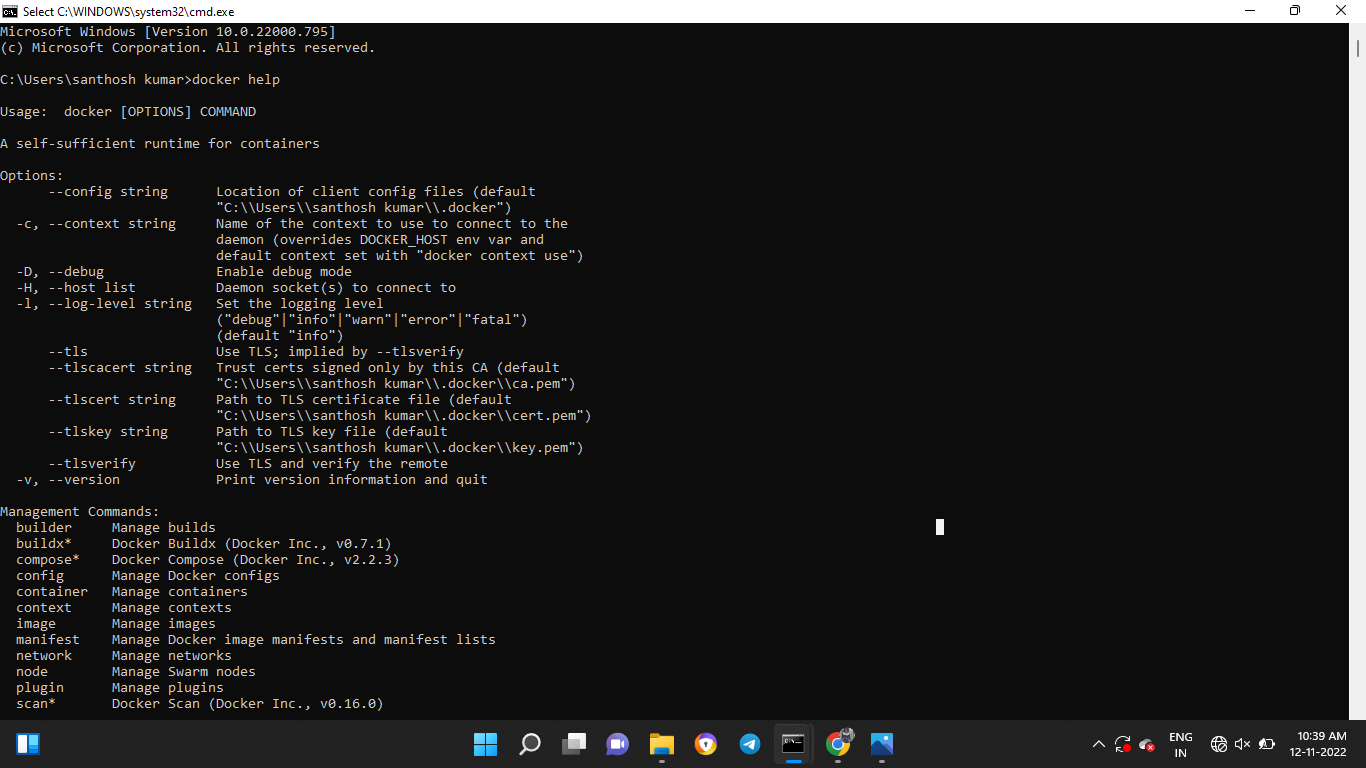 Select C:\WINDOWS\system32\cmd.exe
Microsoft Windows [Version 10.0.22000.795]
(c) Microsoft Corporation. All rights reserved.
C:\Users\santhosh kumar>docker help
Usage:  docker [OPTIONS] COMMAND
A self-sufficient runtime for containers
Options:
      --config string      Location of client config files (default
                           "C:\\Users\\santhosh kumar\\.docker")
  -c, --context string     Name of the context to use to connect to the
                           daemon (overrides DOCKER_HOST env var and
                           default context set with "docker context use")
  -D, --debug              Enable debug mode
  -H, --host list          Daemon socket(s) to connect to
  -l, --log-level string   Set the logging level
                           ("debug"|"info"|"warn"|"error"|"fatal")
                           (default "info")
      --tls                Use TLS; implied by --tlsverify
      --tlscacert string   Trust certs signed only by this CA (default
                           "C:\\Users\\santhosh kumar\\.docker\\ca.pem")
      --tlscert string     Path to TLS certificate file (default
                           "C:\\Users\\santhosh kumar\\.docker\\cert.pem")
      --tlskey string      Path to TLS key file (default
                           "C:\\Users\\santhosh kumar\\.docker\\key.pem")
      --tlsverify          Use TLS and verify the remote
  -v, --version            Print version information and quit
Management Commands:
  builder     Manage builds
  buildx*     Docker Buildx (Docker Inc., v0.7.1)
  compose*    Docker Compose (Docker Inc., v2.2.3)
  config      Manage Docker configs
  container   Manage containers
  context     Manage contexts
  image       Manage images
  manifest    Manage Docker image manifests and manifest lists
  network     Manage networks
  node        Manage Swarm nodes
  plugin      Manage plugins
  scan*       Docker Scan (Docker Inc., v0.16.0)
ENG
IN
10:39 AM
12-11-2022